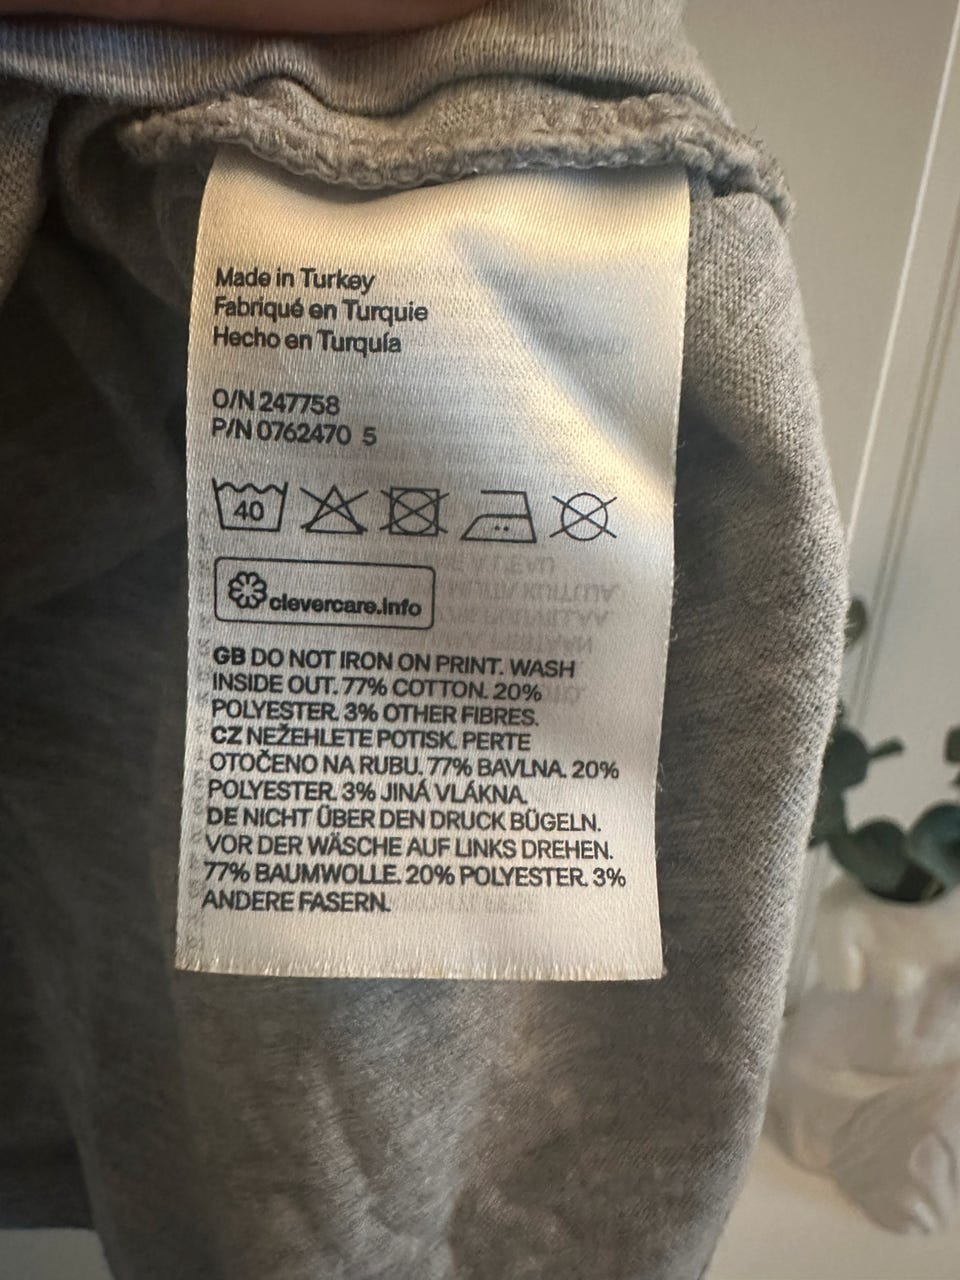 Made in Turkey
Fabriqué en Turquie
Hecho en Turquía
O/N 247758
P/N 0762470 5
40
clevercare.info
GB DO NOT IRON ON PRINT. WASH
INSIDE OUT. 77% COTTON. 20%
POLYESTER. 3% OTHER FIBRES.
CZ NEŽEHLETE POTISK. PERTE
OTOČENO NA RUBU. 77% BAVLNA. 20%
POLYESTER. 3% JINÁ VLÁKNA.
DE NICHT ÜBER DEN DRUCK BÜGELN.
VOR DER WÄSCHE AUF LINKS DREHEN.
77% BAUMWOLLE. 20% POLYESTER. 3%
ANDERE FASERN.